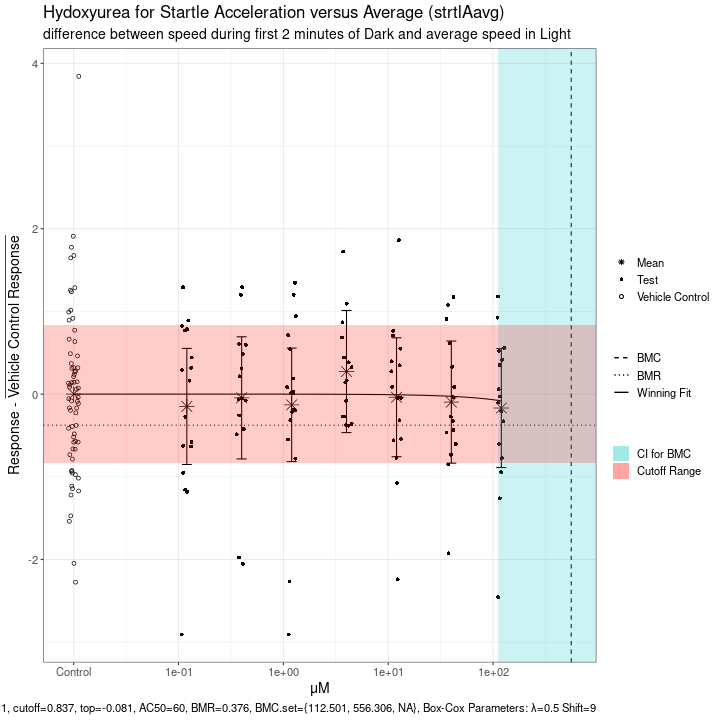 Hydoxyurea for Startle Acceleration versus Average (strtlAavg)
difference between speed during first 2 minutes of Dark and average speed in Light
Response - Vehicle Control Response
4
2
0
-2
Control
1e-01
1e+00
1e+01
1e+02
µM
Mean
Test
Vehicle Control
BMC
BMR
Winning Fit
CI for BMC
Cutoff Range
1, cutoff=0.837, top=-0.081, AC50=60, BMR=0.376, BMC.set={112.501, 556.306, NA}, Box-Cox Parameters: λ=0.5 Shift=9